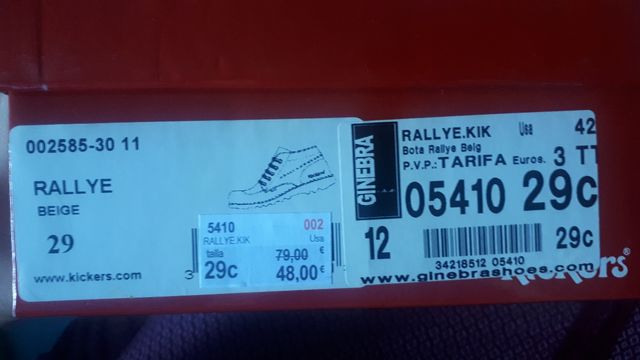 002585-30 11
RALLYE
BEIGE
29
www.kickers.com
3
5410 002
RALLYE.KIK Usa
talla 79,00 €
29c 48,00 €
GINEBRA
RALLYE.KIK Usa 42
Bota Rallye Beig
P.V.P.: TARIFA Euros. 3 TT
05410 29c
12
34218512 05410
29c
www.ginebrashoes.com